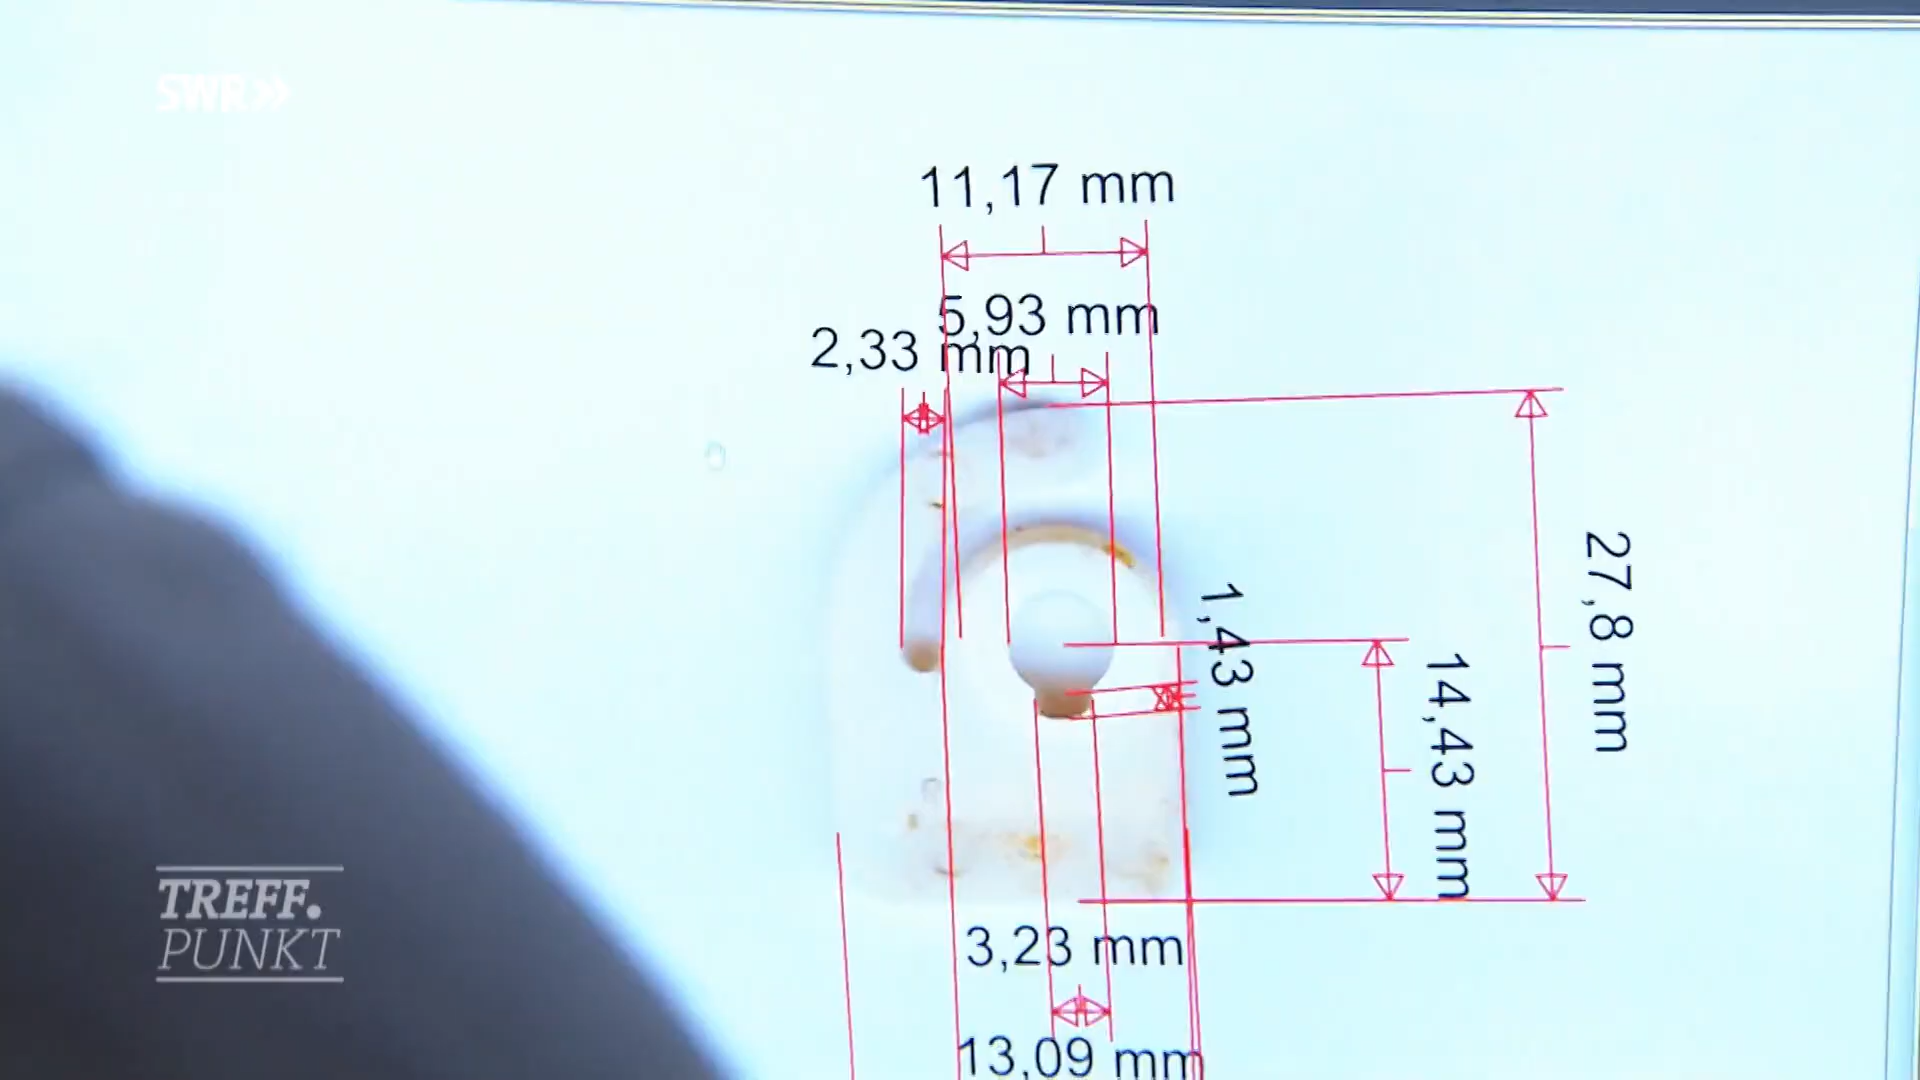 SWR»
11,17 mm
5,93 mm
2,33 mm
1,43 mm
14,43 mm
27,8 mm
TREFF.
PUNKT
3,23 mm
13,09 mm